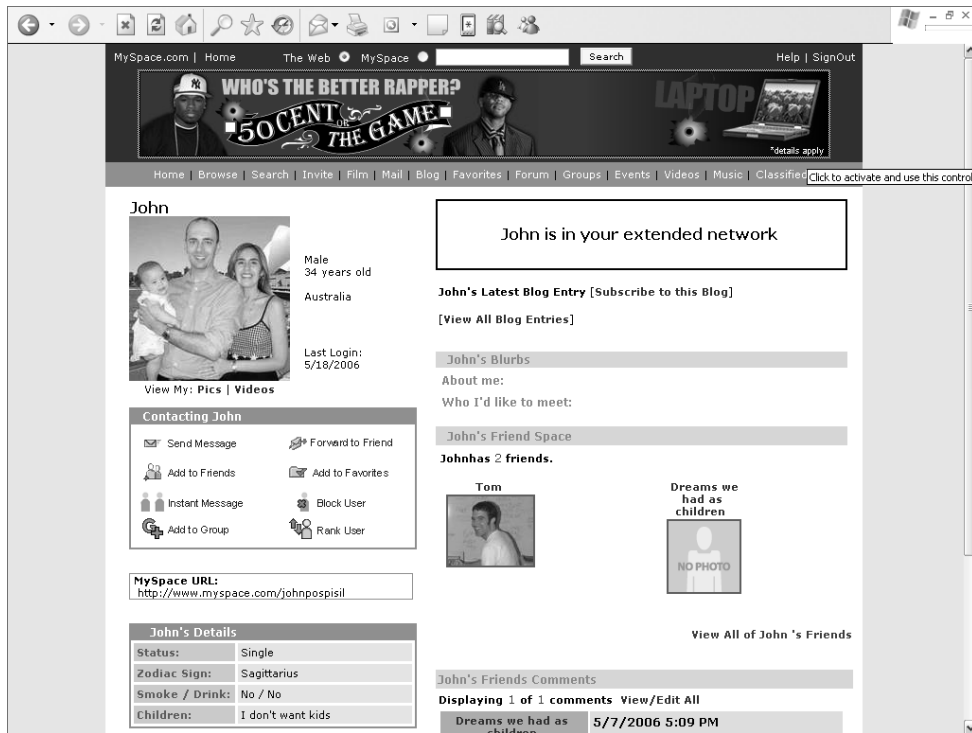 MySpace.com | Home The Web MySpace Search Help | SignOut
WHO'S THE BETTER RAPPER?
50 CENT OR THE GAME
LAPTOP
*details apply
Home | Browse | Search | Invite | Film | Mail | Blog | Favorites | Forum | Groups | Events | Videos | Music | Classified
Click to activate and use this control
John
Male
34 years old
Australia
Last Login:
5/18/2006
View My: Pics | Videos
Contacting John
Send Message Forward to Friend
Add to Friends Add to Favorites
Instant Message Block User
Add to Group Rank User
MySpace URL:
http://www.myspace.com/johnpospisil
John's Details
Status: Single
Zodiac Sign: Sagittarius
Smoke / Drink: No / No
Children: I don't want kids
John is in your extended network
John's Latest Blog Entry [Subscribe to this Blog]
[View All Blog Entries]
John's Blurbs
About me:
Who I'd like to meet:
John's Friend Space
Johnhas 2 friends.
Tom
Dreams we
had as
children
NO PHOTO
View All of John 's Friends
John's Friends Comments
Displaying 1 of 1 comments View/Edit All
Dreams we had as
children
5/7/2006 5:09 PM